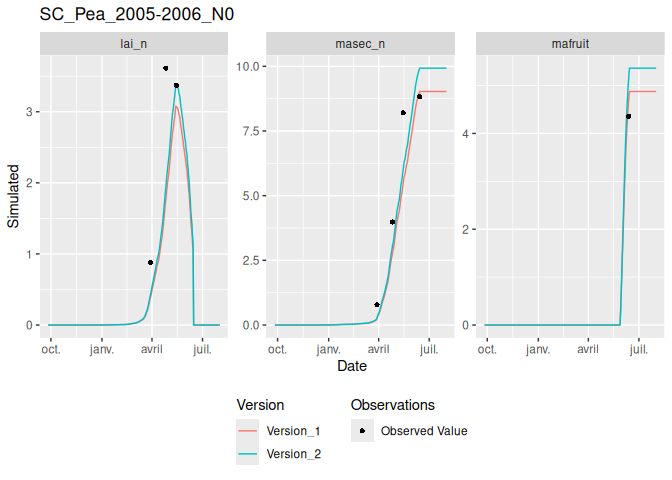 SC_Pea_2005-2006_N0
lai_n
masec_n
mafruit
Simulated
0
1
2
3
0.0
2.5
5.0
7.5
10.0
0
2
4
oct.
janv.
avril
juil.
oct.
janv.
avril
juil.
oct.
janv.
avril
juil.
Date
Version
Version_1
Version_2
Observations
Observed Value